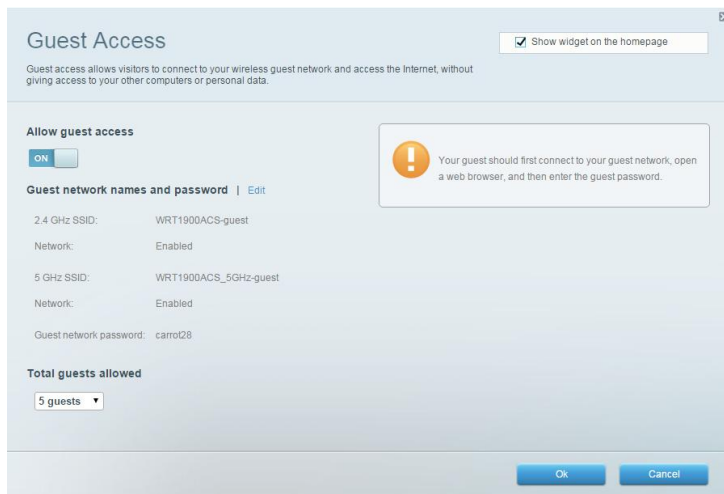 Guest Access
Show widget on the homepage
Guest access allows visitors to connect to your wireless guest network and access the Internet, without
giving access to your other computers or personal data.
Allow guest access
ON
Your guest should first connect to your guest network, open
a web browser, and then enter the guest password.
Guest network names and password | Edit
2.4 GHz SSID: WRT1900ACS-guest
Network: Enabled
5 GHz SSID: WRT1900ACS_5GHz-guest
Network: Enabled
Guest network password: carrot28
Total guests allowed
5 guests
Ok Cancel